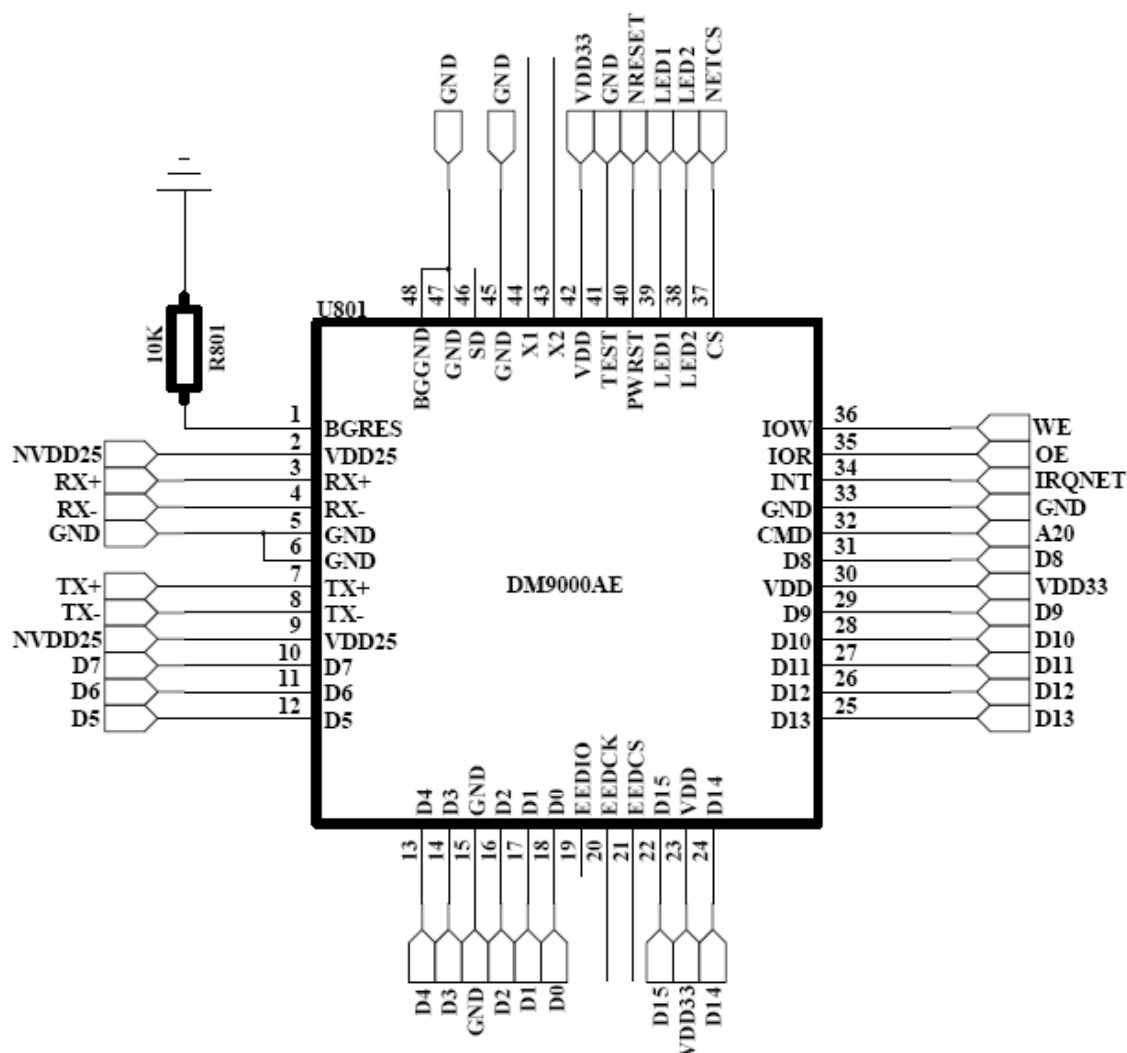 GND GND VDD33 GND NRESET LED1 LED2 NETCS
48 47 46 45 44 43 42 41 40 39 38 37
U801
BGGND GND SD GND X1 X2 VDD TEST PWRST LED1 LED2 CS
10K R801
1 BGRES
NVDD25 2 VDD25
RX+ 3 RX+
RX- 4 RX-
GND 5 GND
6 GND
TX+ 7 TX+
TX- 8 TX-
NVDD25 9 VDD25
D7 10 D7
D6 11 D6
D5 12 D5
DM9000AE
IOW 36 WE
IOR 35 OE
INT 34 IRQNET
GND 33 GND
CMD 32 A20
D8 31 D8
VDD 30 VDD33
D9 29 D9
D10 28 D10
D11 27 D11
D12 26 D12
D13 25 D13
D4 D3 GND D2 D1 D0 EEDIO EEDCK EEDCS D15 VDD D14
13 14 15 16 17 18 19 20 21 22 23 24
D4 D3 GND D2 D1 D0 D15 VDD33 D14